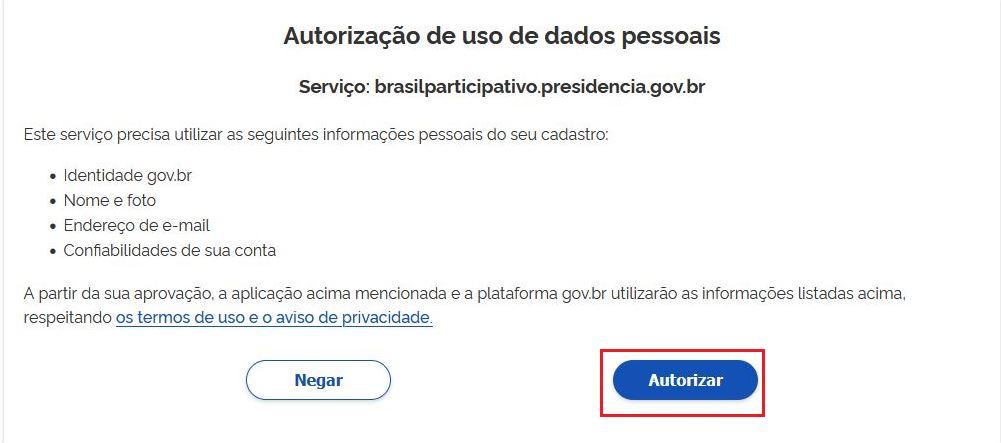 Autorização de uso de dados pessoais
Serviço: brasilparticipativo.presidencia.gov.br
Este serviço precisa utilizar as seguintes informações pessoais do seu cadastro:
• Identidade gov.br
• Nome e foto
• Endereço de e-mail
• Confiabilidades de sua conta
A partir da sua aprovação, a aplicação acima mencionada e a plataforma gov.br utilizarão as informações listadas acima,
respeitando os termos de uso e o aviso de privacidade.
Negar
Autorizar